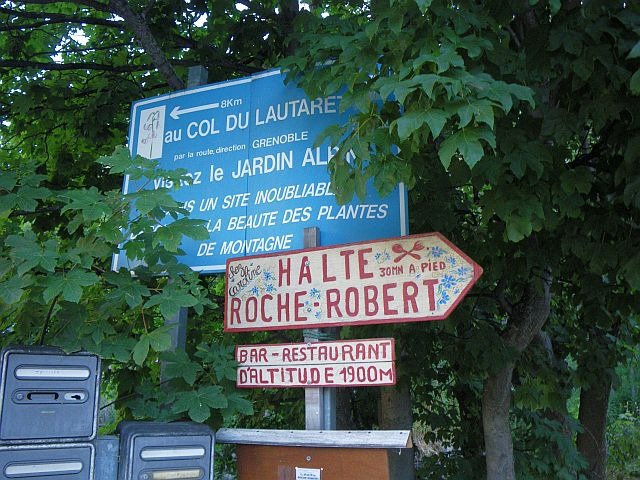 8Km
au COL DU LAUTARET
par la route, direction GRENOBLE
le JARDIN
UN SITE
LA BEAUTE DES PLANTES
DE MONTAGNE
Caroline
HALTE
30MN A PIED
ROCHE-ROBERT
BAR-RESTAURANT
D'ALTITUDE 1900M